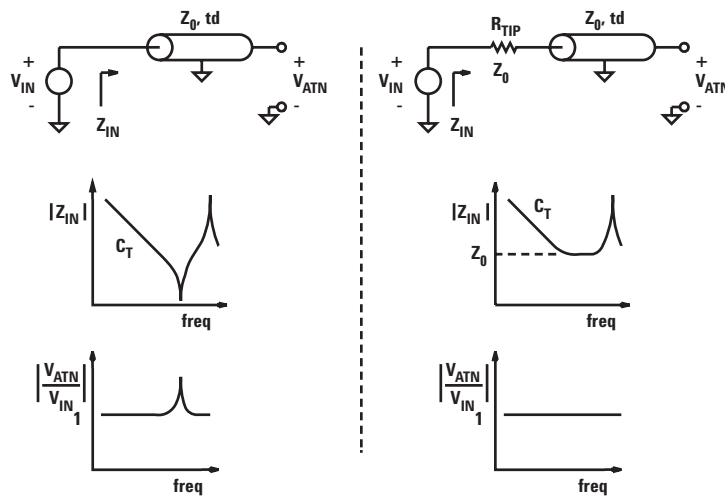 Z0, td
+
VIN
-
ZIN
+
VATN
-
|ZIN|
CT
freq
|VATN
VIN|
1
freq
RTIP
Z0
Z0, td
+
VIN
-
ZIN
+
VATN
-
|ZIN|
CT
Z0
freq
|VATN
VIN|
1
freq